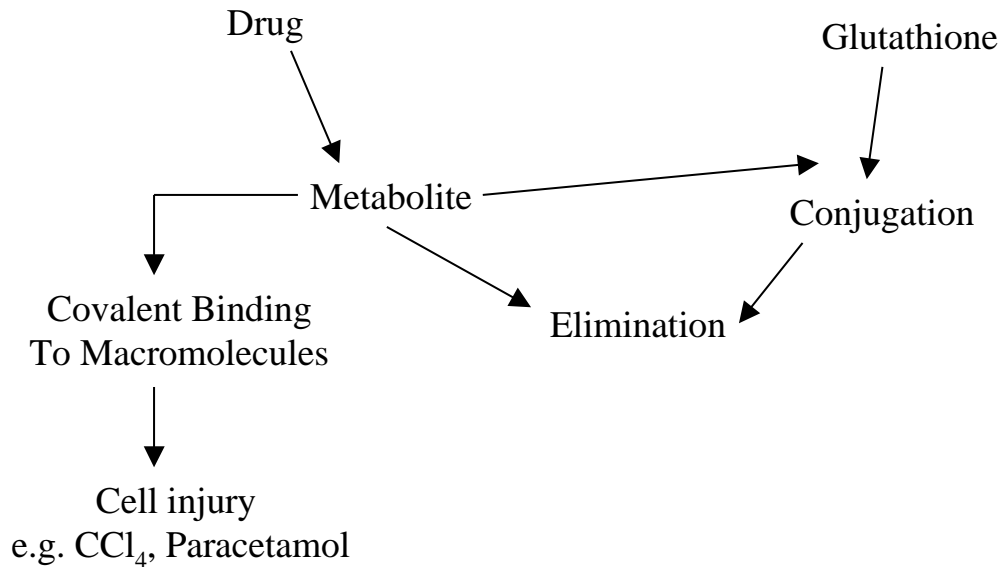 Drug
Glutathione
Metabolite
Conjugation
Covalent Binding
To Macromolecules
Elimination
Cell injury
e.g. CCl₄, Paracetamol